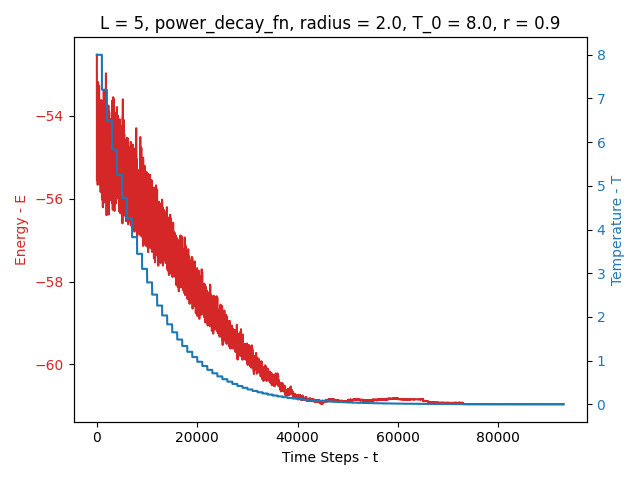 L = 5, power_decay_fn, radius = 2.0, T_0 = 8.0, r = 0.9
Energy - E
−54
−56
−58
−60
8
7
6
5
4
3
2
1
0
Temperature - T
0 20000 40000 60000 80000
Time Steps - t